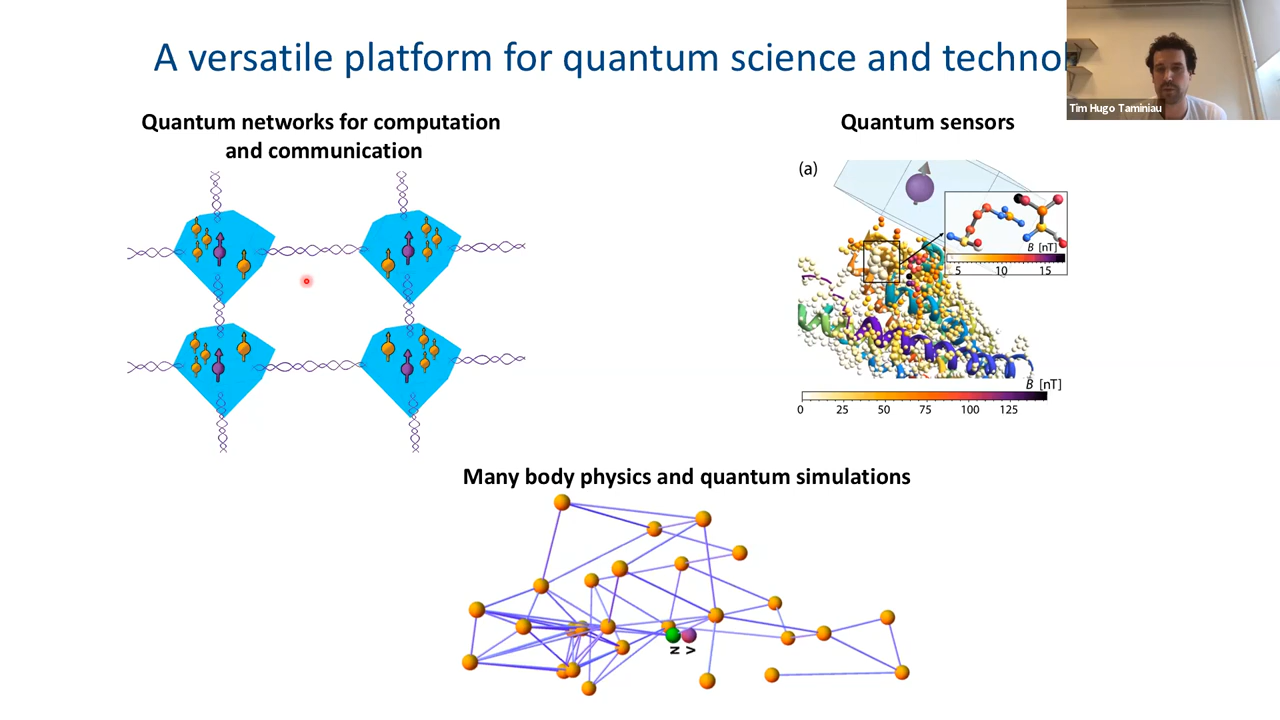 A versatile platform for quantum science and techno
Tim Hugo Taminiau
Quantum networks for computation
and communication
Quantum sensors
(a)
B [nT]
5 10 15
B [nT]
0 25 50 75 100 125
Many body physics and quantum simulations
N V